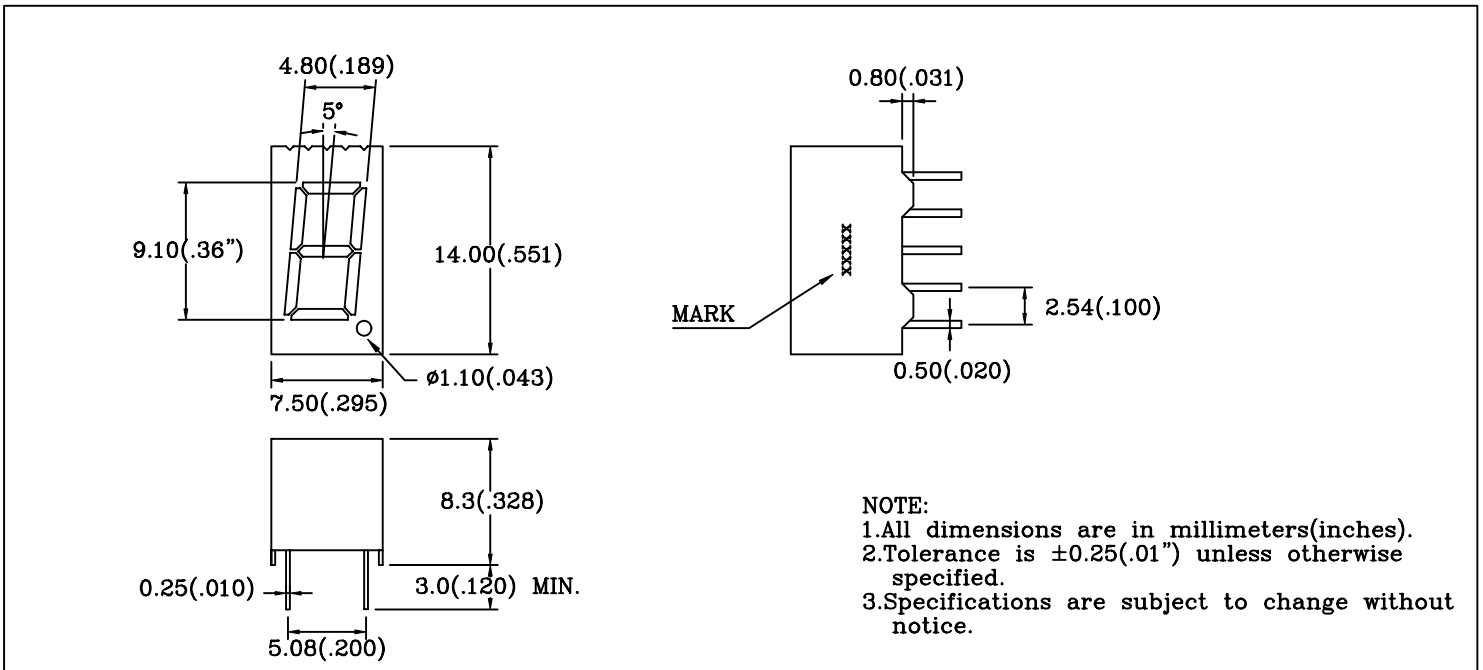 4.80(.189)
5°
9.10(.36")
14.00(.551)
ø1.10(.043)
7.50(.295)
0.80(.031)
xxxxx
MARK
2.54(.100)
0.50(.020)
8.3(.328)
0.25(.010)
3.0(.120) MIN.
5.08(.200)
NOTE:
1.All dimensions are in millimeters(inches).
2.Tolerance is ±0.25(.01") unless otherwise
specified.
3.Specifications are subject to change without
notice.